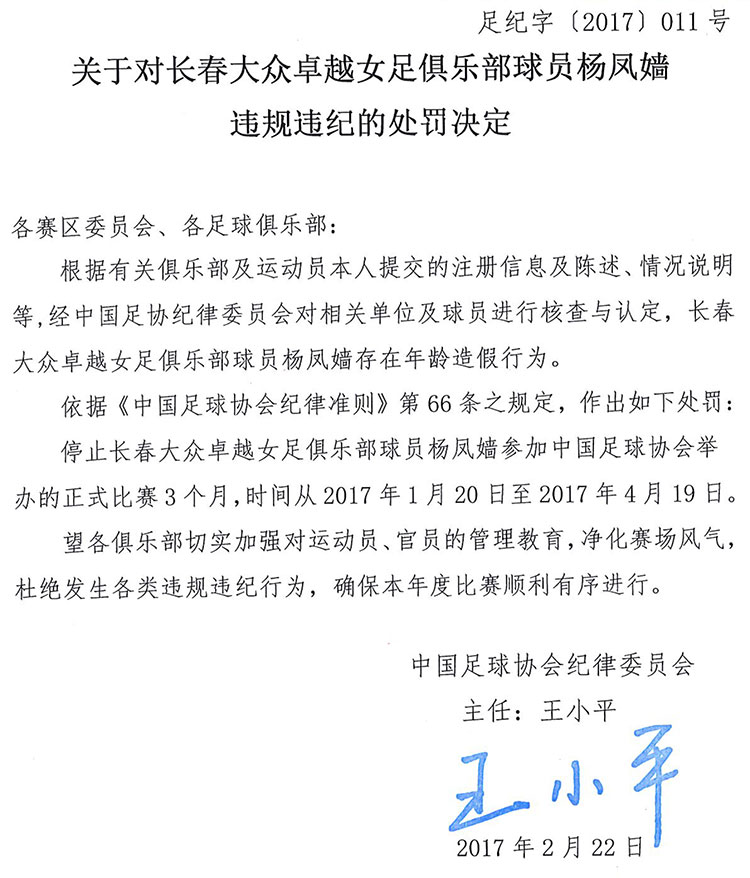 足纪字〔2017〕011号
关于对长春大众卓越女足俱乐部球员杨凤嫱
违规违纪的处罚决定
各赛区委员会、各足球俱乐部：
根据有关俱乐部及运动员本人提交的注册信息及陈述、情况说明
等,经中国足协纪律委员会对相关单位及球员进行核查与认定，长春
大众卓越女足俱乐部球员杨凤嫱存在年龄造假行为。
依据《中国足球协会纪律准则》第66条之规定，作出如下处罚：
停止长春大众卓越女足俱乐部球员杨凤嫱参加中国足球协会举
办的正式比赛3个月,时间从2017年1月20日至2017年4月19日。
望各俱乐部切实加强对运动员、官员的管理教育,净化赛场风气，
杜绝发生各类违规违纪行为，确保本年度比赛顺利有序进行。
中国足球协会纪律委员会
主任：王小平
王小平
2017年2月22日